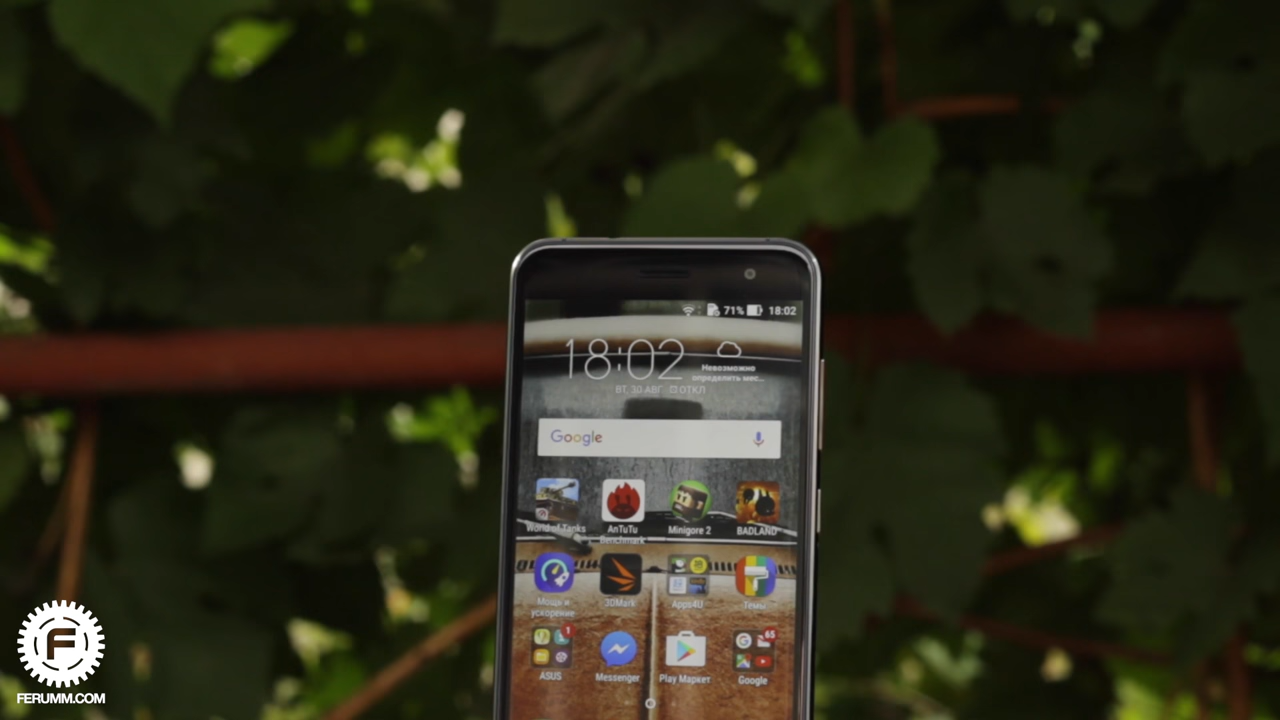 71% 18:02
18:02
Невозможно
определить мес...
ВТ, 30 АВГ ОТКЛ
Google
World of Tanks AnTuTu Benchmark Minigore 2 BADLAND
Мощь и ускорение 3DMark Apps4U Темы
1 65
ASUS Messenger Play Маркет Google
F
FERUMM.COM